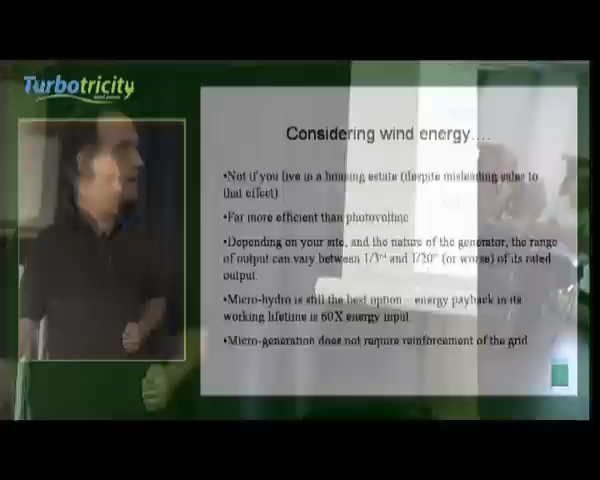 Turbotricity
Considering wind energy....
•Not if you live in a housing estate (despite misleading sales to
that effect)
•Far more efficient than photovoltaic
•Depending on your site, and the nature of the generator, the range
of output can vary between 1/3rd and 1/20th (or worse) of its rated
output.
•Micro-hydro is still the best option energy payback in its
working lifetime is 60X energy input
•Micro-generation does not require reinforcement of the grid